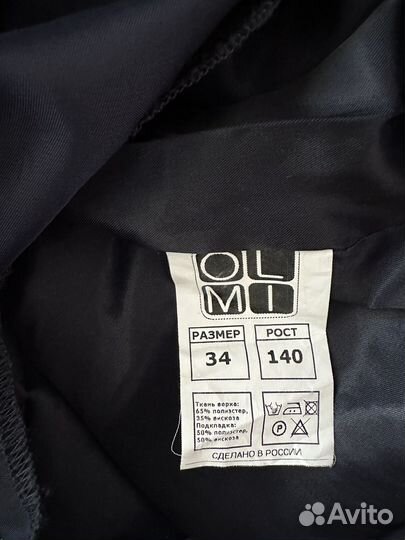 OL
MI
РАЗМЕР РОСТ
34 140
Ткань верха:
65% полиэстер,
35% вискоза
Подкладка:
50% полиэстер,
50% вискоза
P
СДЕЛАНО В РОССИИ
Avito